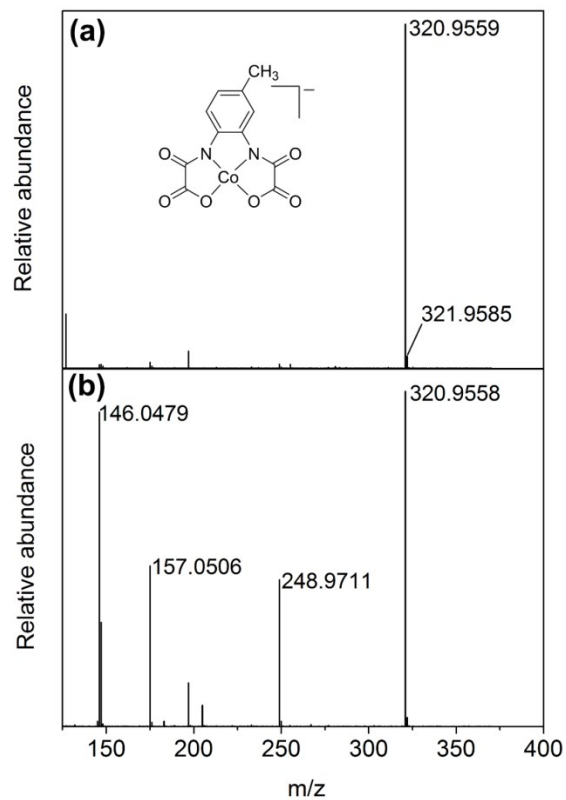 (a)
320.9559
CH3
O
N
N
O
Co
O
O
O
O
321.9585
Relative abundance
(b)
320.9558
146.0479
157.0506
248.9711
Relative abundance
150
200
250
300
350
400
m/z